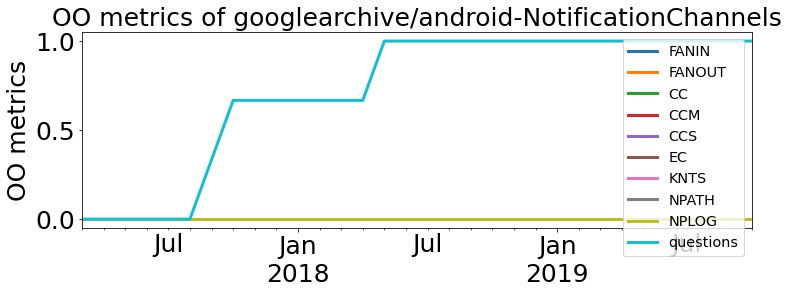 OO metrics of googlearchive/android-NotificationChannels
OO metrics
1.0
0.5
0.0
Jul
Jan
2018
Jul
Jan
2019
Jul
FANIN
FANOUT
CC
CCM
CCS
EC
KNTS
NPATH
NPLOG
questions